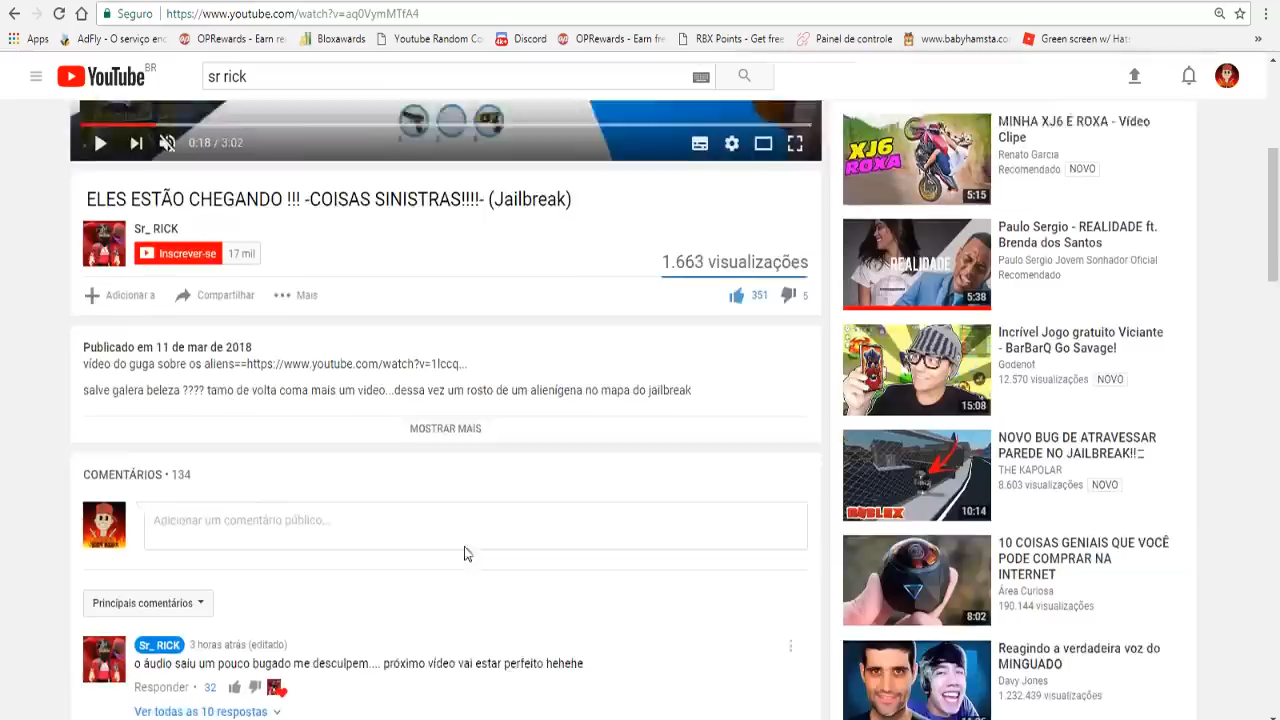 Seguro
https://www.youtube.com/watch?v=aq0VymMTfA4
Apps
AdFly - O serviço enc
OPRewards - Earn re
Bloxawards
Youtube Random Co
Discord
OPRewards - Earn fre
RBX Points - Get free
Painel de controle
www.babyhamsta.co
Green screen w/ Hats
YouTube BR
sr rick
0:18 / 3:02
ELES ESTÃO CHEGANDO !!! -COISAS SINISTRAS!!!!- (Jailbreak)
Sr_ RICK
Inscrever-se 17 mil
1.663 visualizações
Adicionar a Compartilhar Mais
351 5
Publicado em 11 de mar de 2018
vídeo do guga sobre os aliens==https://www.youtube.com/watch?v=1lccq...
salve galera beleza ???? tamo de volta coma mais um video...dessa vez um rosto de um alienígena no mapa do jailbreak
MOSTRAR MAIS
COMENTÁRIOS • 134
Adicionar um comentário público...
Principais comentários
Sr_ RICK 3 horas atrás (editado)
o áudio saiu um pouco bugado me desculpem.... próximo vídeo vai estar perfeito hehehe
Responder • 32
Ver todas as 10 respostas
XJ6
ROXA
5:15
MINHA XJ6 É ROXA - Vídeo
Clipe
Renato Garcia
Recomendado NOVO
REALIDADE
5:38
Paulo Sergio - REALIDADE ft.
Brenda dos Santos
Paulo Sergio Jovem Sonhador Oficial
Recomendado
15:08
Incrível Jogo gratuito Viciante
- BarBarQ Go Savage!
Godenot
12.570 visualizações NOVO
ROBLOX
10:14
NOVO BUG DE ATRAVESSAR
PAREDE NO JAILBREAK!!
THE KAPOLAR
8.603 visualizações NOVO
8:02
10 COISAS GENIAIS QUE VOCÊ
PODE COMPRAR NA
INTERNET
Área Curiosa
190.144 visualizações
Reagindo a verdadeira voz do
MINGUADO
Davy Jones
1.232.439 visualizações